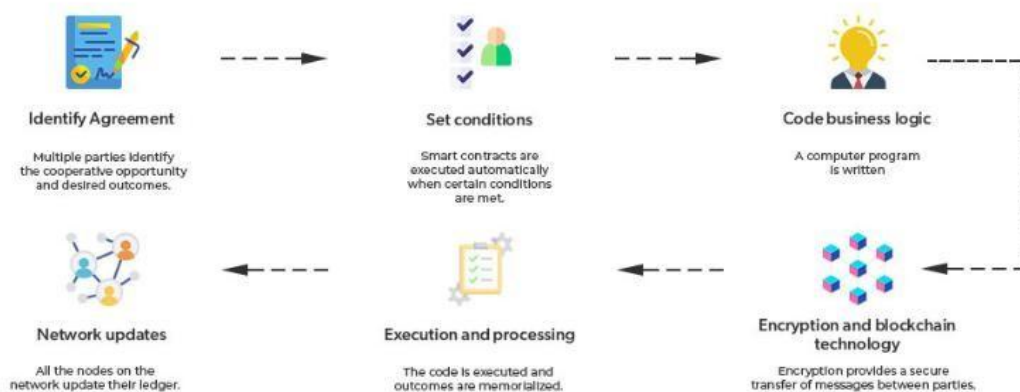 Identify Agreement
Multiple parties identify
the cooperative opportunity
and desired outcomes.
Set conditions
Smart contracts are
executed automatically
when certain conditions
are met.
Code business logic
A computer program
is written
Network updates
All the nodes on the
network update their ledger.
Execution and processing
The code is executed and
outcomes are memorialized.
Encryption and blockchain
technology
Encryption provides a secure
transfer of messages between parties.